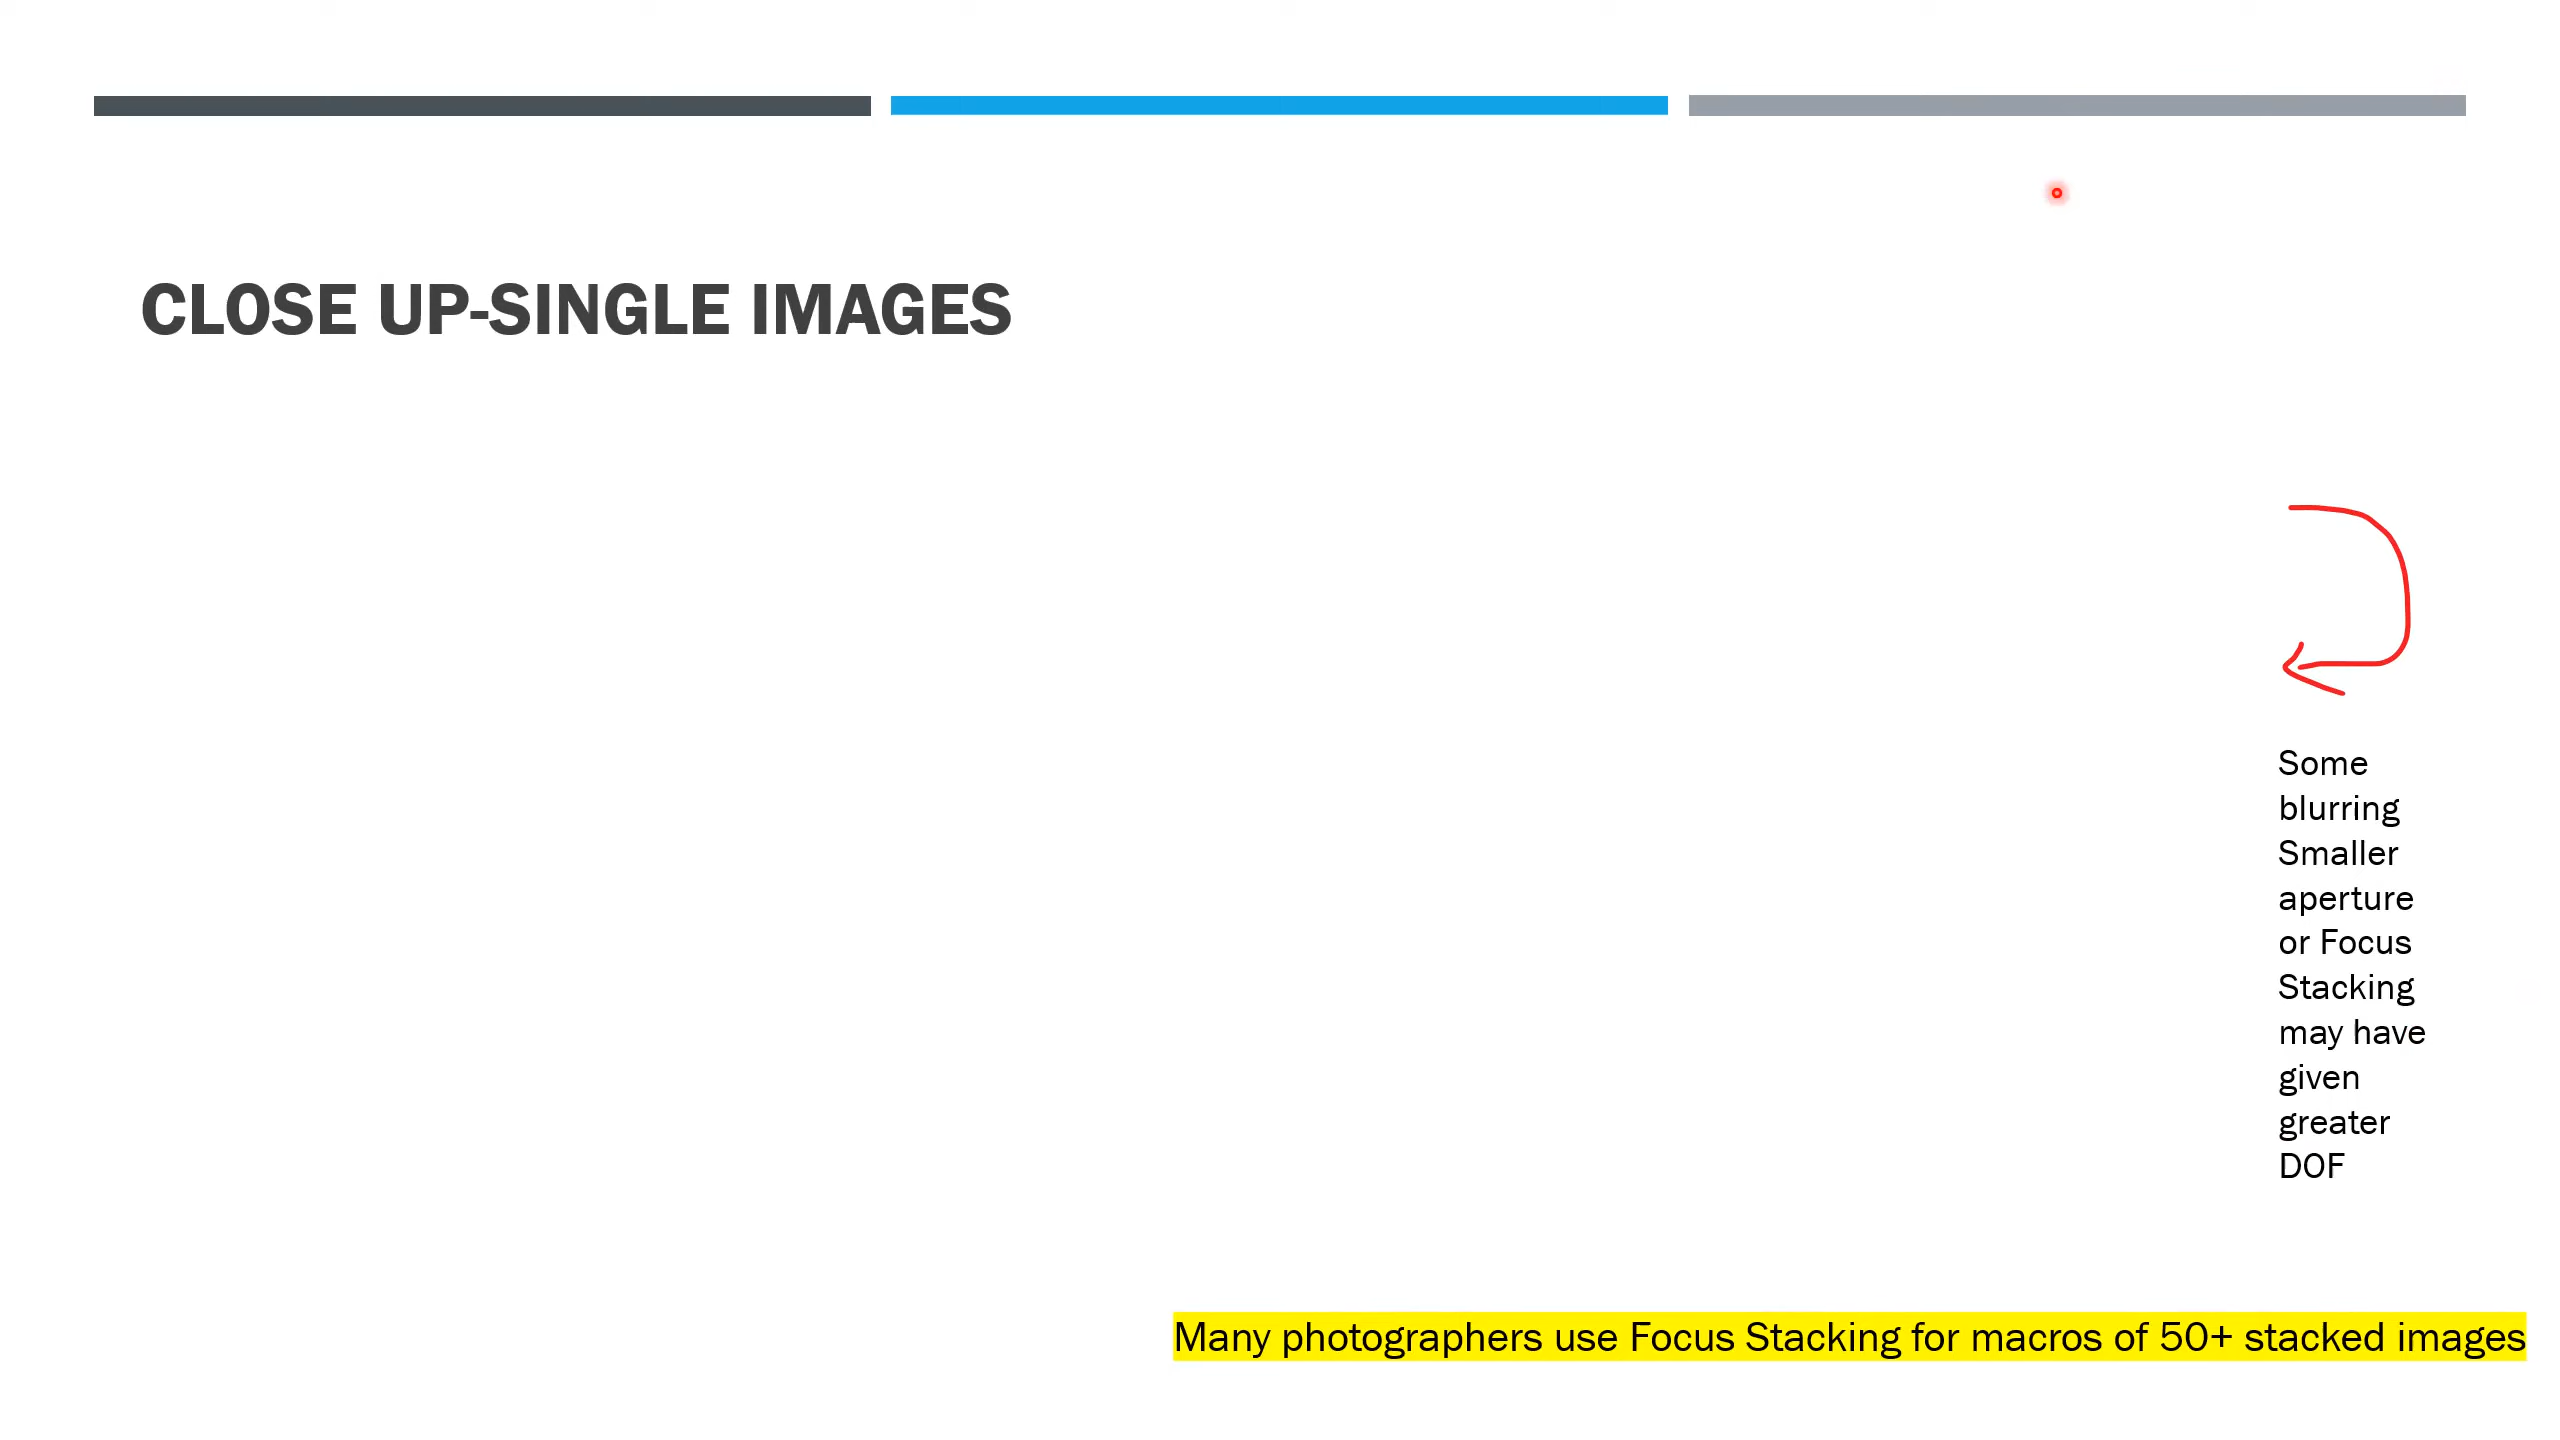 CLOSE UP-SINGLE IMAGES
Some
blurring
Smaller
aperture
or Focus
Stacking
may have
given
greater
DOF
Many photographers use Focus Stacking for macros of 50+ stacked images